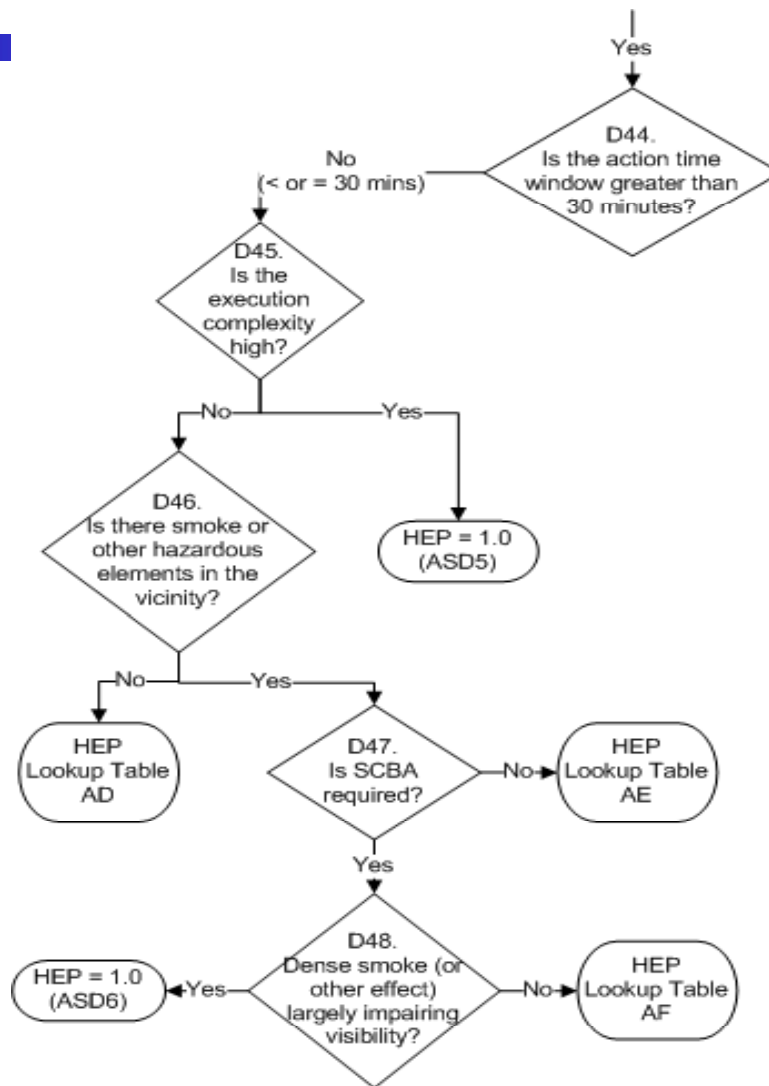 Yes
D44.
Is the action time
window greater than
30 minutes?
No
(< or = 30 mins)
D45.
Is the
execution
complexity
high?
No
Yes
D46.
Is there smoke or
other hazardous
elements in the
vicinity?
HEP = 1.0
(ASD5)
No
Yes
HEP
Lookup Table
AD
D47.
Is SCBA
required?
No
HEP
Lookup Table
AE
Yes
D48.
Dense smoke (or
other effect)
largely impairing
visibility?
Yes
HEP = 1.0
(ASD6)
No
HEP
Lookup Table
AF